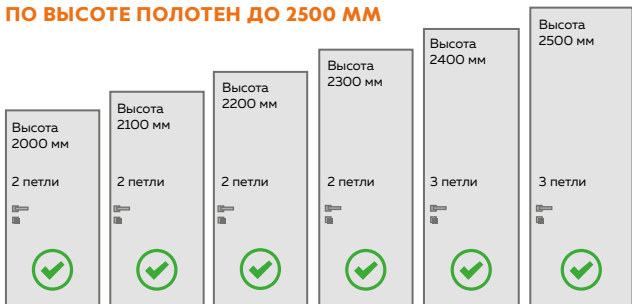 ПО ВЫСОТЕ ПОЛОТЕН ДО 2500 ММ
Высота
2000 мм
2 петли
Высота
2100 мм
2 петли
Высота
2200 мм
2 петли
Высота
2300 мм
2 петли
Высота
2400 мм
3 петли
Высота
2500 мм
3 петли